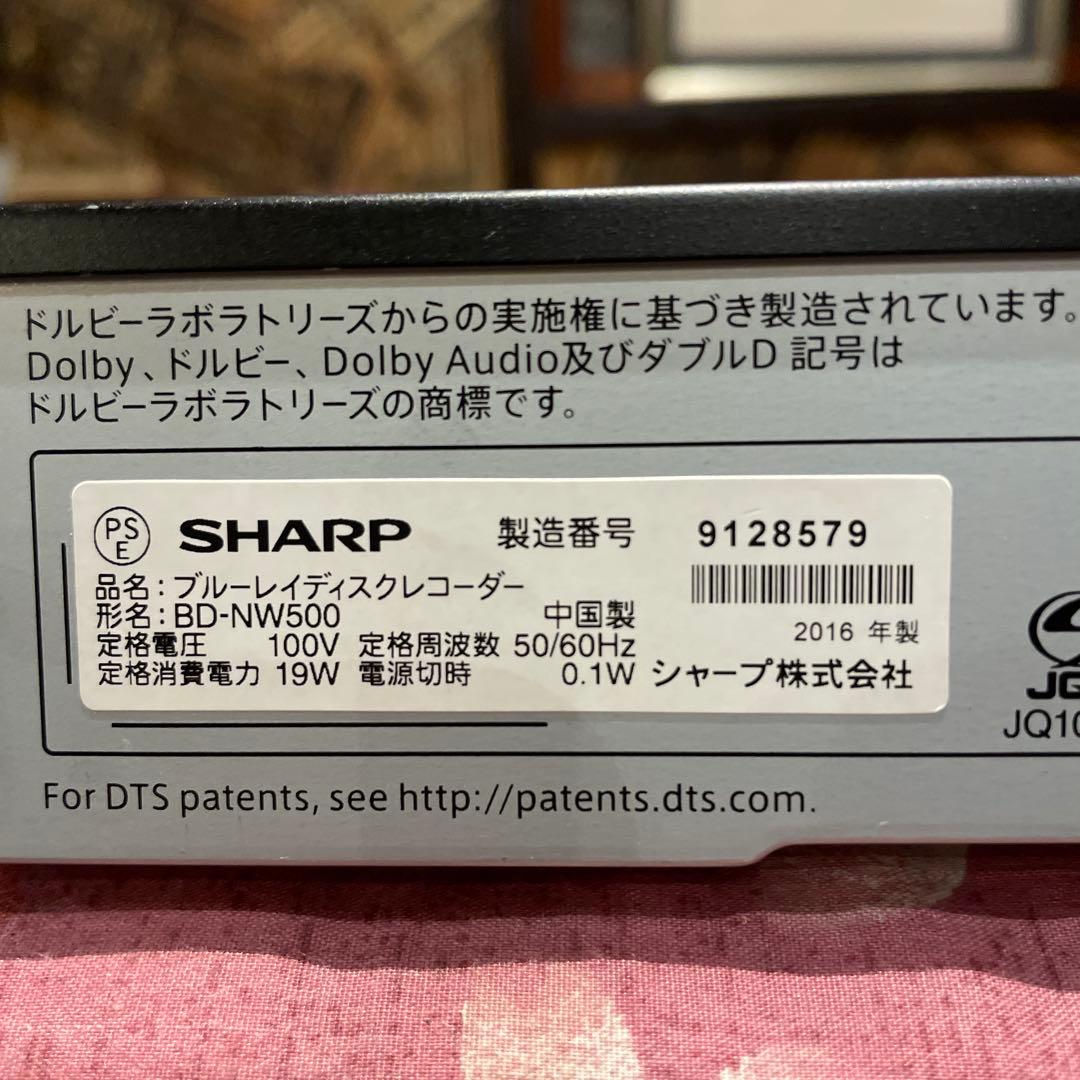 ドルビーラボラトリーズからの実施権に基づき製造されています。
Dolby、ドルビー、Dolby Audio及びダブルD 記号は
ドルビーラボラトリーズの商標です。
PS
E
SHARP 製造番号 9128579
品名：ブルーレイディスクレコーダー
形名：BD-NW500 中国製
2016 年製
定格電圧 100V 定格周波数 50/60Hz
定格消費電力 19W 電源切時 0.1W シャープ株式会社
For DTS patents, see http://patents.dts.com.